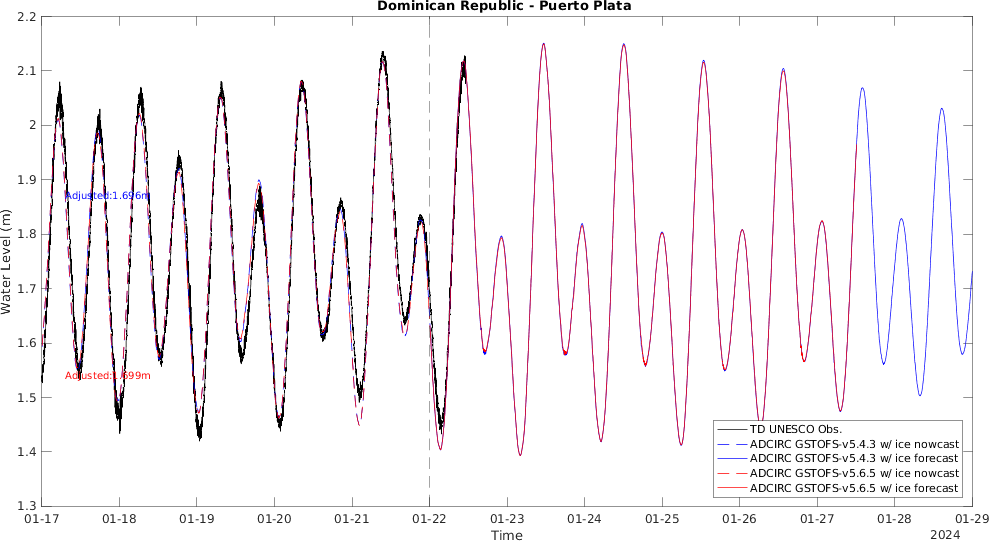 Dominican Republic - Puerto Plata
2.2
2.1
2
1.9
1.8
1.7
1.6
1.5
1.4
1.3
Water Level (m)
Adjusted:1.696m
Adjusted:1.699m
TD UNESCO Obs.
ADCIRC GSTOFS-v5.4.3 w/ ice nowcast
ADCIRC GSTOFS-v5.4.3 w/ ice forecast
ADCIRC GSTOFS-v5.6.5 w/ ice nowcast
ADCIRC GSTOFS-v5.6.5 w/ ice forecast
01-17 01-18 01-19 01-20 01-21 01-22 01-23 01-24 01-25 01-26 01-27 01-28 01-29
Time
2024